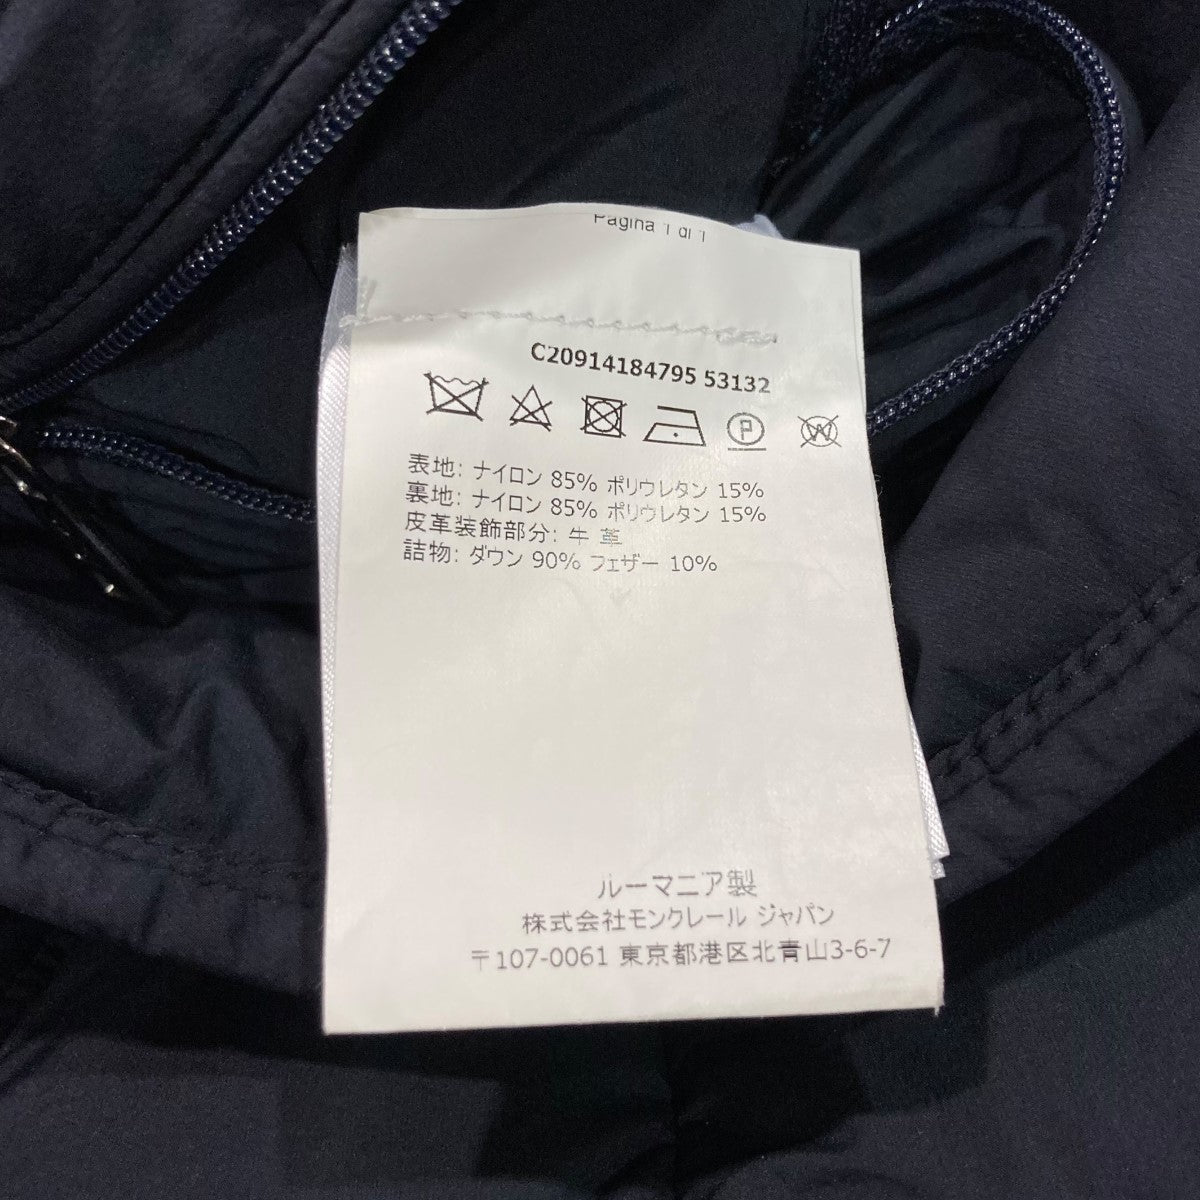 Pagina 1 di 1
C20914184795 53132
P
W
表地: ナイロン 85% ポリウレタン 15%
裏地: ナイロン 85% ポリウレタン 15%
皮革装飾部分: 牛 革
詰物: ダウン 90% フェザー 10%
ルーマニア製
株式会社モンクレール ジャパン
〒107-0061 東京都港区北青山3-6-7